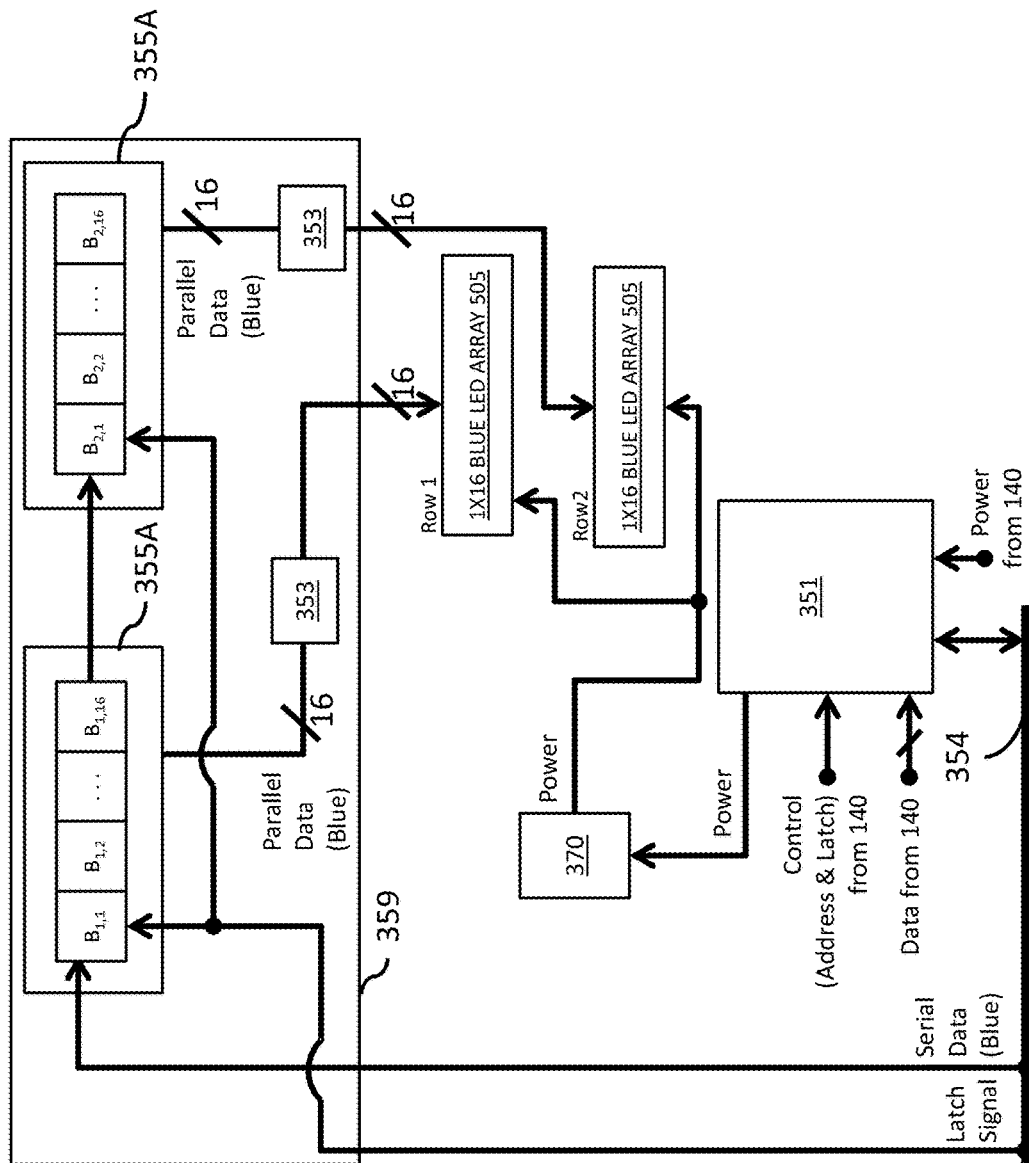 B1,1
B1,2
. . .
B1,16
B2,1
B2,2
. . .
B2,16
355A
355A
Parallel
Data
(Blue)
16
Parallel
Data
(Blue)
16
353
353
359
16
16
Row 1
1X16 BLUE LED ARRAY 505
Row2
1X16 BLUE LED ARRAY 505
Power
370
Power
351
Control
(Address & Latch)
from 140
Data from 140
Power
from 140
Latch
Signal
Serial
Data
(Blue)
354